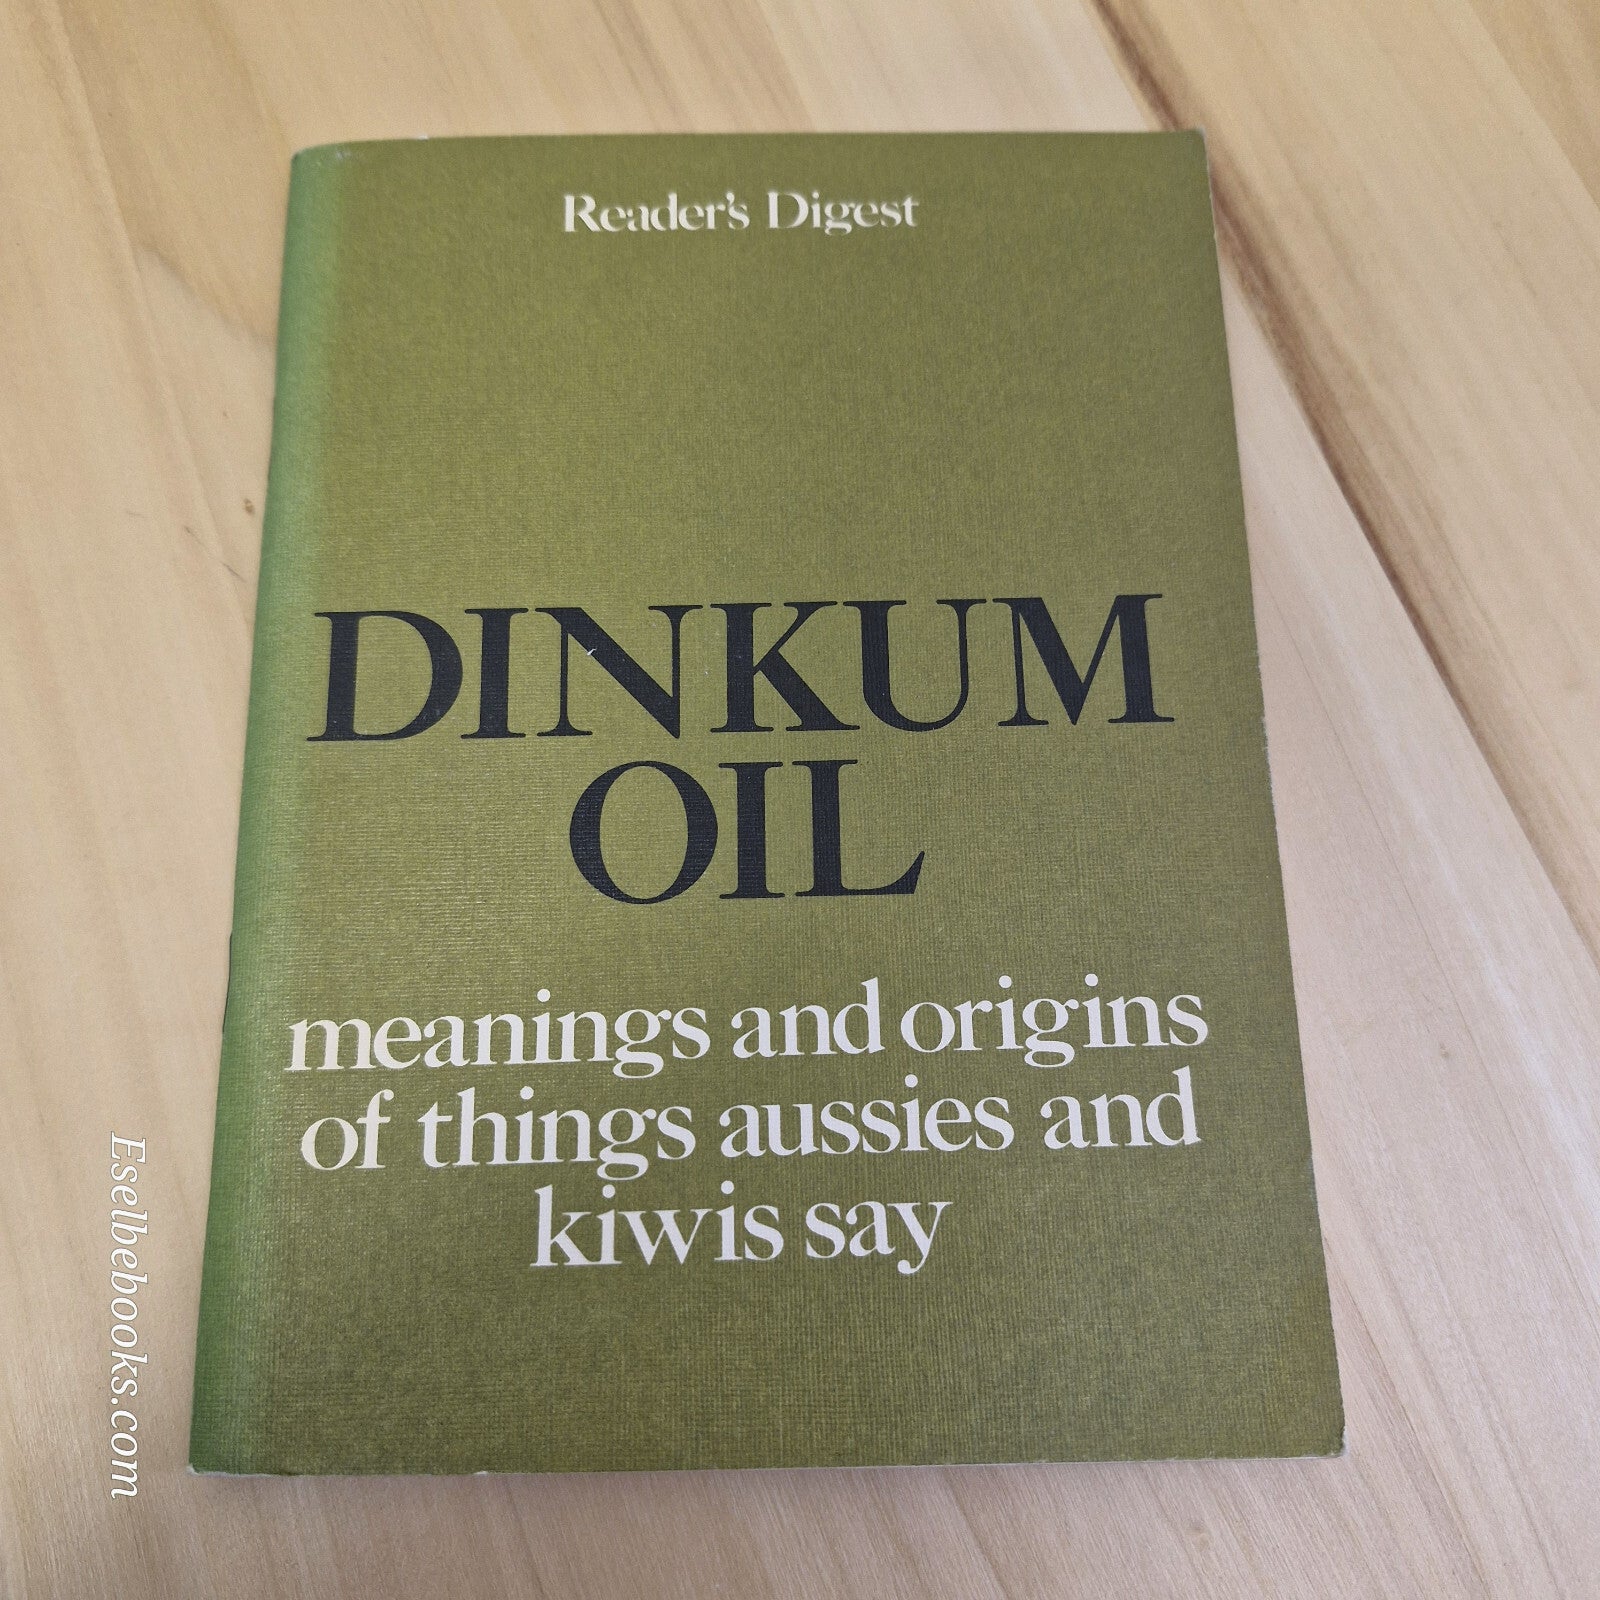 Reader's Digest
DINKUM
OIL
meanings and origins
of things aussies and
kiwis say
Eselbebooks.com